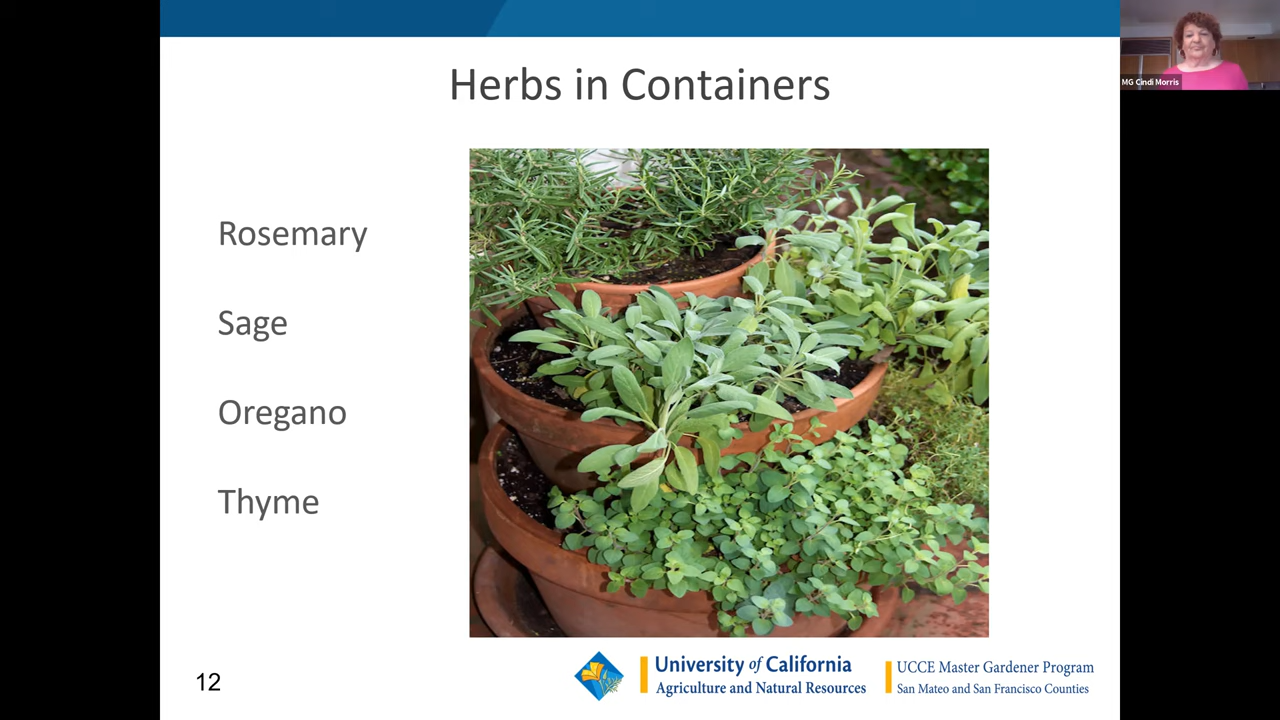 Herbs in Containers
MG Cindi Morris
Rosemary
Sage
Oregano
Thyme
12
University of California
Agriculture and Natural Resources
UCCE Master Gardener Program
San Mateo and San Francisco Counties